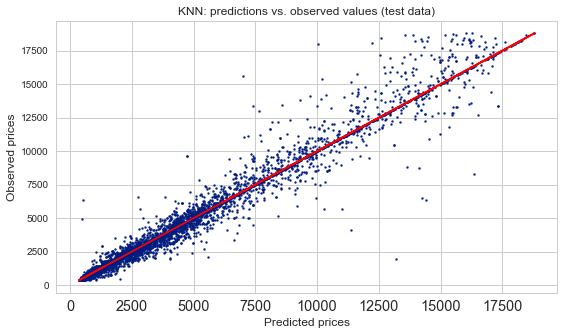 KNN: predictions vs. observed values (test data)
Observed prices
17500
15000
12500
10000
7500
5000
2500
0
0 2500 5000 7500 10000 12500 15000 17500
Predicted prices